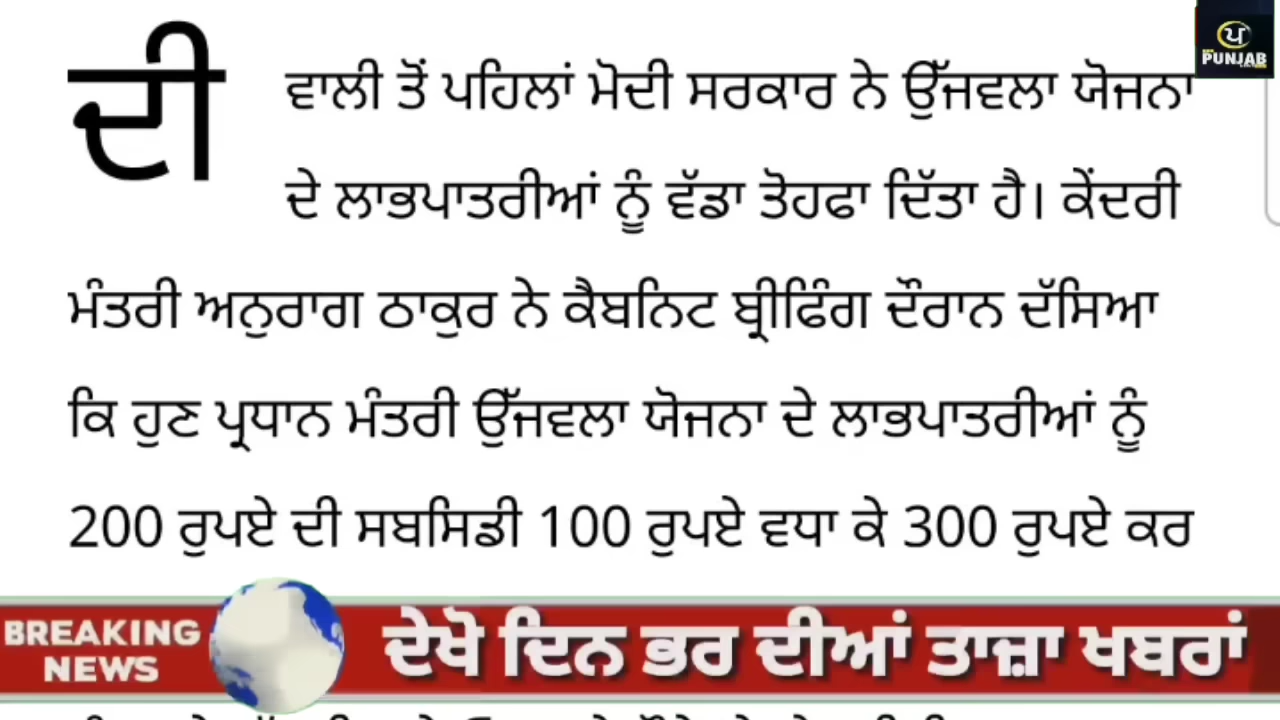 ਪ
PUNJAB
ਦੀਵਾਲੀ ਤੋਂ ਪਹਿਲਾਂ ਮੋਦੀ ਸਰਕਾਰ ਨੇ ਉੱਜਵਲਾ ਯੋਜਨਾ
ਦੇ ਲਾਭਪਾਤਰੀਆਂ ਨੂੰ ਵੱਡਾ ਤੋਹਫਾ ਦਿੱਤਾ ਹੈ। ਕੇਂਦਰੀ
ਮੰਤਰੀ ਅਨੁਰਾਗ ਠਾਕੁਰ ਨੇ ਕੈਬਨਿਟ ਬ੍ਰੀਫਿੰਗ ਦੌਰਾਨ ਦੱਸਿਆ
ਕਿ ਹੁਣ ਪ੍ਰਧਾਨ ਮੰਤਰੀ ਉੱਜਵਲਾ ਯੋਜਨਾ ਦੇ ਲਾਭਪਾਤਰੀਆਂ ਨੂੰ
200 ਰੁਪਏ ਦੀ ਸਬਸਿਡੀ 100 ਰੁਪਏ ਵਧਾ ਕੇ 300 ਰੁਪਏ ਕਰ
BREAKING
NEWS
ਦੇਖੋ ਦਿਨ ਭਰ ਦੀਆਂ ਤਾਜ਼ਾ ਖਬਰਾਂ